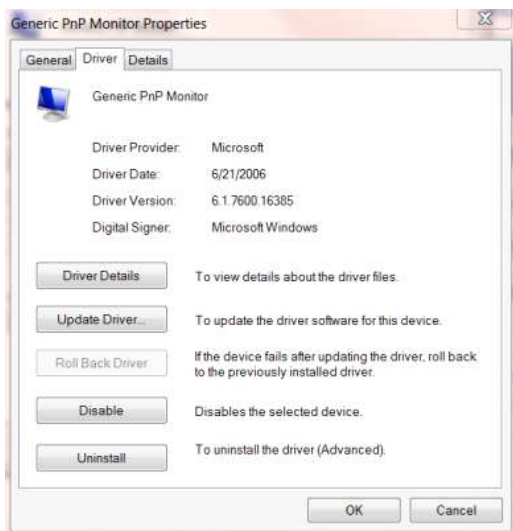 Generic PnP Monitor Properties
General Driver Details
Generic PnP Monitor
Driver Provider: Microsoft
Driver Date: 6/21/2006
Driver Version: 6.1.7600.16385
Digital Signer: Microsoft Windows
Driver Details To view details about the driver files.
Update Driver... To update the driver software for this device.
Roll Back Driver If the device fails after updating the driver, roll back
to the previously installed driver.
Disable Disables the selected device.
Uninstall To uninstall the driver (Advanced).
OK Cancel